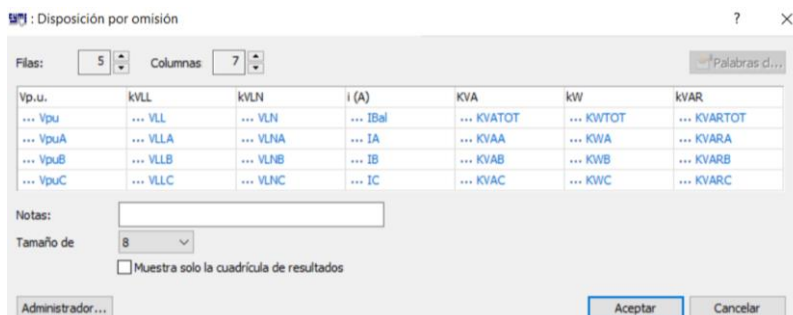 : Disposición por omisión ? ✕
Filas: 5 Columnas 7 Palabras d...
Vp.u. kVLL kVLN i (A) KVA kW kVAR
... Vpu ... VLL ... VLN ... IBal ... KVATOT ... KWTOT ... KVARTOT
... VpuA ... VLLA ... VLNA ... IA ... KVAA ... KWA ... KVARA
... VpuB ... VLLB ... VLNB ... IB ... KVAB ... KWB ... KVARB
... VpuC ... VLLC ... VLNC ... IC ... KVAC ... KWC ... KVARC
Notas:
Tamaño de 8
Muestra solo la cuadrícula de resultados
Administrador... Aceptar Cancelar